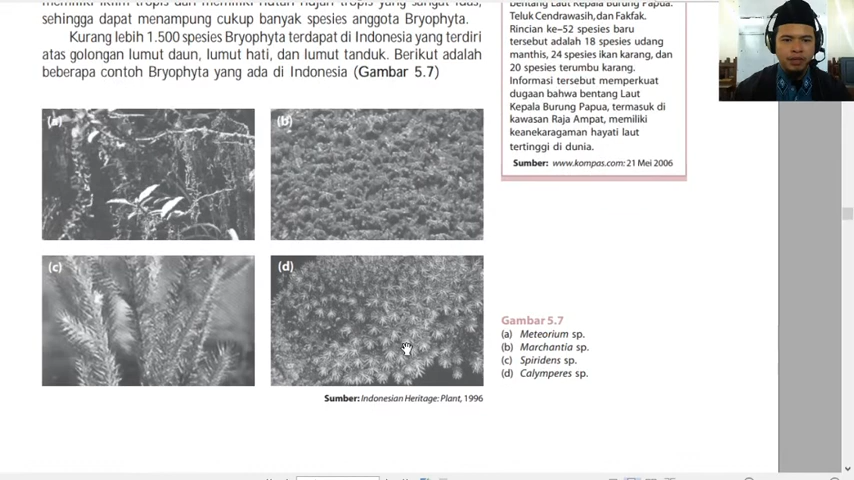 sehingga dapat menampung cukup banyak spesies anggota Bryophyta.
Kurang lebih 1.500 spesies Bryophyta terdapat di Indonesia yang terdiri
atas golongan lumut daun, lumut hati, dan lumut tanduk. Berikut adalah
beberapa contoh Bryophyta yang ada di Indonesia (Gambar 5.7)
(a)
(b)
(c)
(d)
Sumber: Indonesian Heritage: Plant, 1996
bentang Laut Kepala Burung Papua.
Teluk Cendrawasih, dan Fakfak.
Rincian ke–52 spesies baru
tersebut adalah 18 spesies udang
manthis, 24 spesies ikan karang, dan
20 spesies terumbu karang.
Informasi tersebut memperkuat
dugaan bahwa bentang Laut
Kepala Burung Papua, termasuk di
kawasan Raja Ampat, memiliki
keanekaragaman hayati laut
tertinggi di dunia.
Sumber: www.kompas.com: 21 Mei 2006
Gambar 5.7
(a) Meteorium sp.
(b) Marchantia sp.
(c) Spiridens sp.
(d) Calymperes sp.